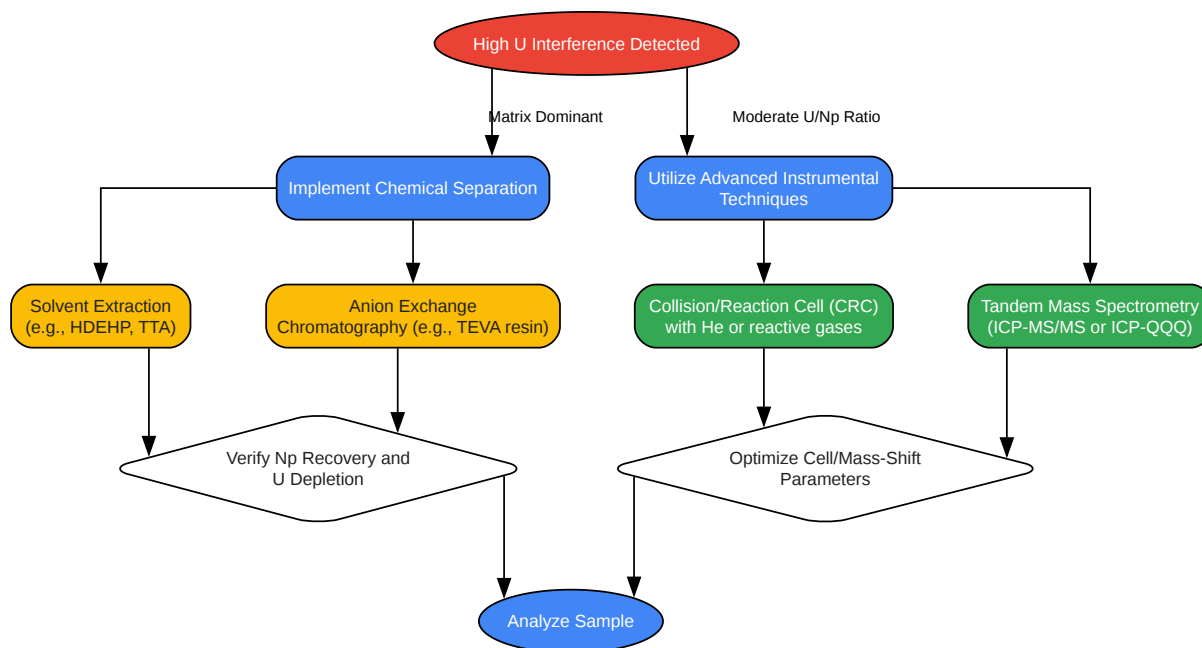 High U Interference Detected
Matrix Dominant
Moderate U/Np Ratio
Implement Chemical Separation
Utilize Advanced Instrumental
Techniques
Solvent Extraction
(e.g., HDEHP, TTA)
Anion Exchange
Chromatography (e.g., TEVA resin)
Collision/Reaction Cell (CRC)
with He or reactive gases
Tandem Mass Spectrometry
(ICP-MS/MS or ICP-QQQ)
Verify Np Recovery and
U Depletion
Optimize Cell/Mass-Shift
Parameters
Analyze Sample